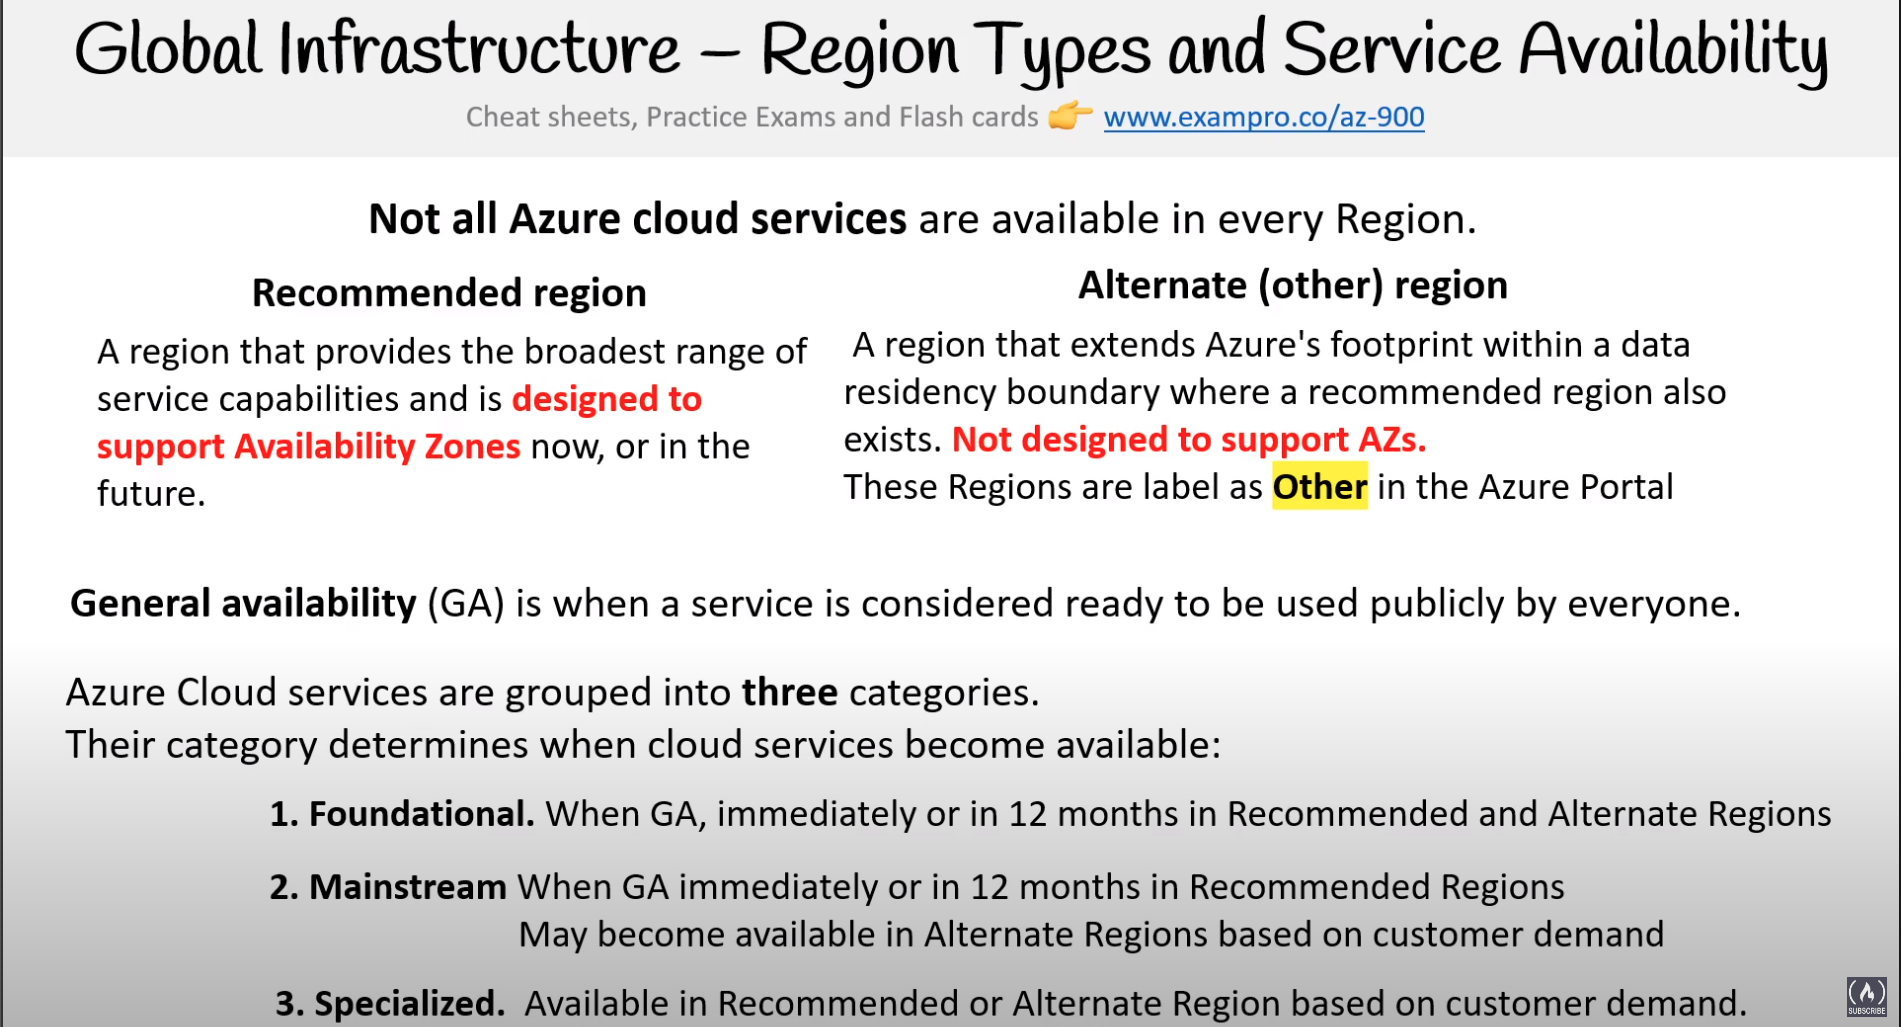 Global Infrastructure – Region Types and Service Availability
Cheat sheets, Practice Exams and Flash cards 👉 www.exampro.co/az-900
Not all Azure cloud services are available in every Region.
Recommended region
A region that provides the broadest range of
service capabilities and is designed to
support Availability Zones now, or in the
future.
Alternate (other) region
A region that extends Azure's footprint within a data
residency boundary where a recommended region also
exists. Not designed to support AZs.
These Regions are label as Other in the Azure Portal
General availability (GA) is when a service is considered ready to be used publicly by everyone.
Azure Cloud services are grouped into three categories.
Their category determines when cloud services become available:
1. Foundational. When GA, immediately or in 12 months in Recommended and Alternate Regions
2. Mainstream When GA immediately or in 12 months in Recommended Regions
May become available in Alternate Regions based on customer demand
3. Specialized. Available in Recommended or Alternate Region based on customer demand.
SUBSCRIBE